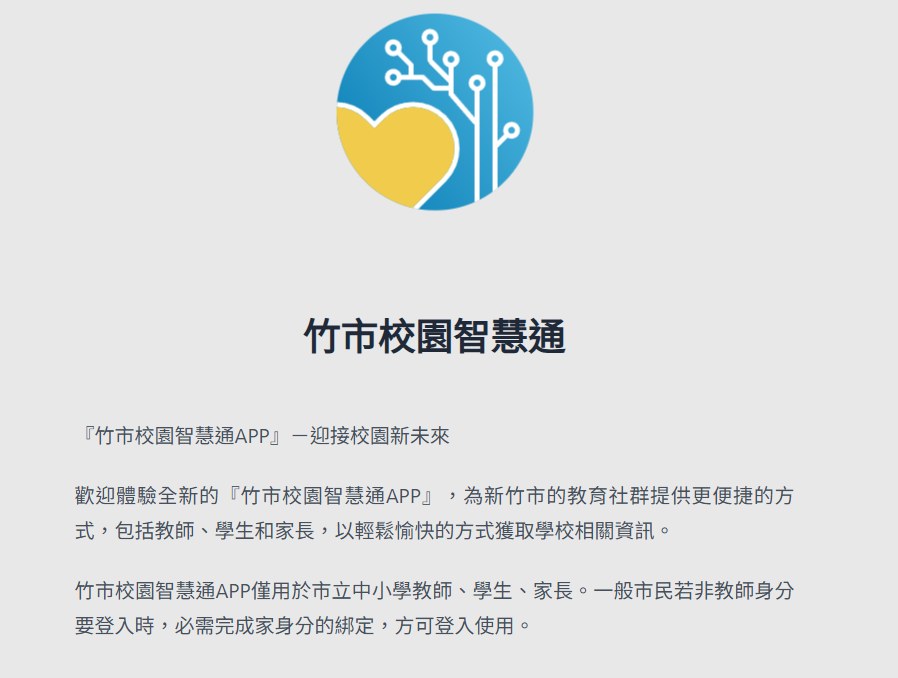 竹市校園智慧通
『竹市校園智慧通APP』－迎接校園新未來
歡迎體驗全新的『竹市校園智慧通APP』，為新竹市的教育社群提供更便捷的方
式，包括教師、學生和家長，以輕鬆愉快的方式獲取學校相關資訊。
竹市校園智慧通APP僅用於市立中小學教師、學生、家長。一般市民若非教師身分
要登入時，必需完成家身分的綁定，方可登入使用。